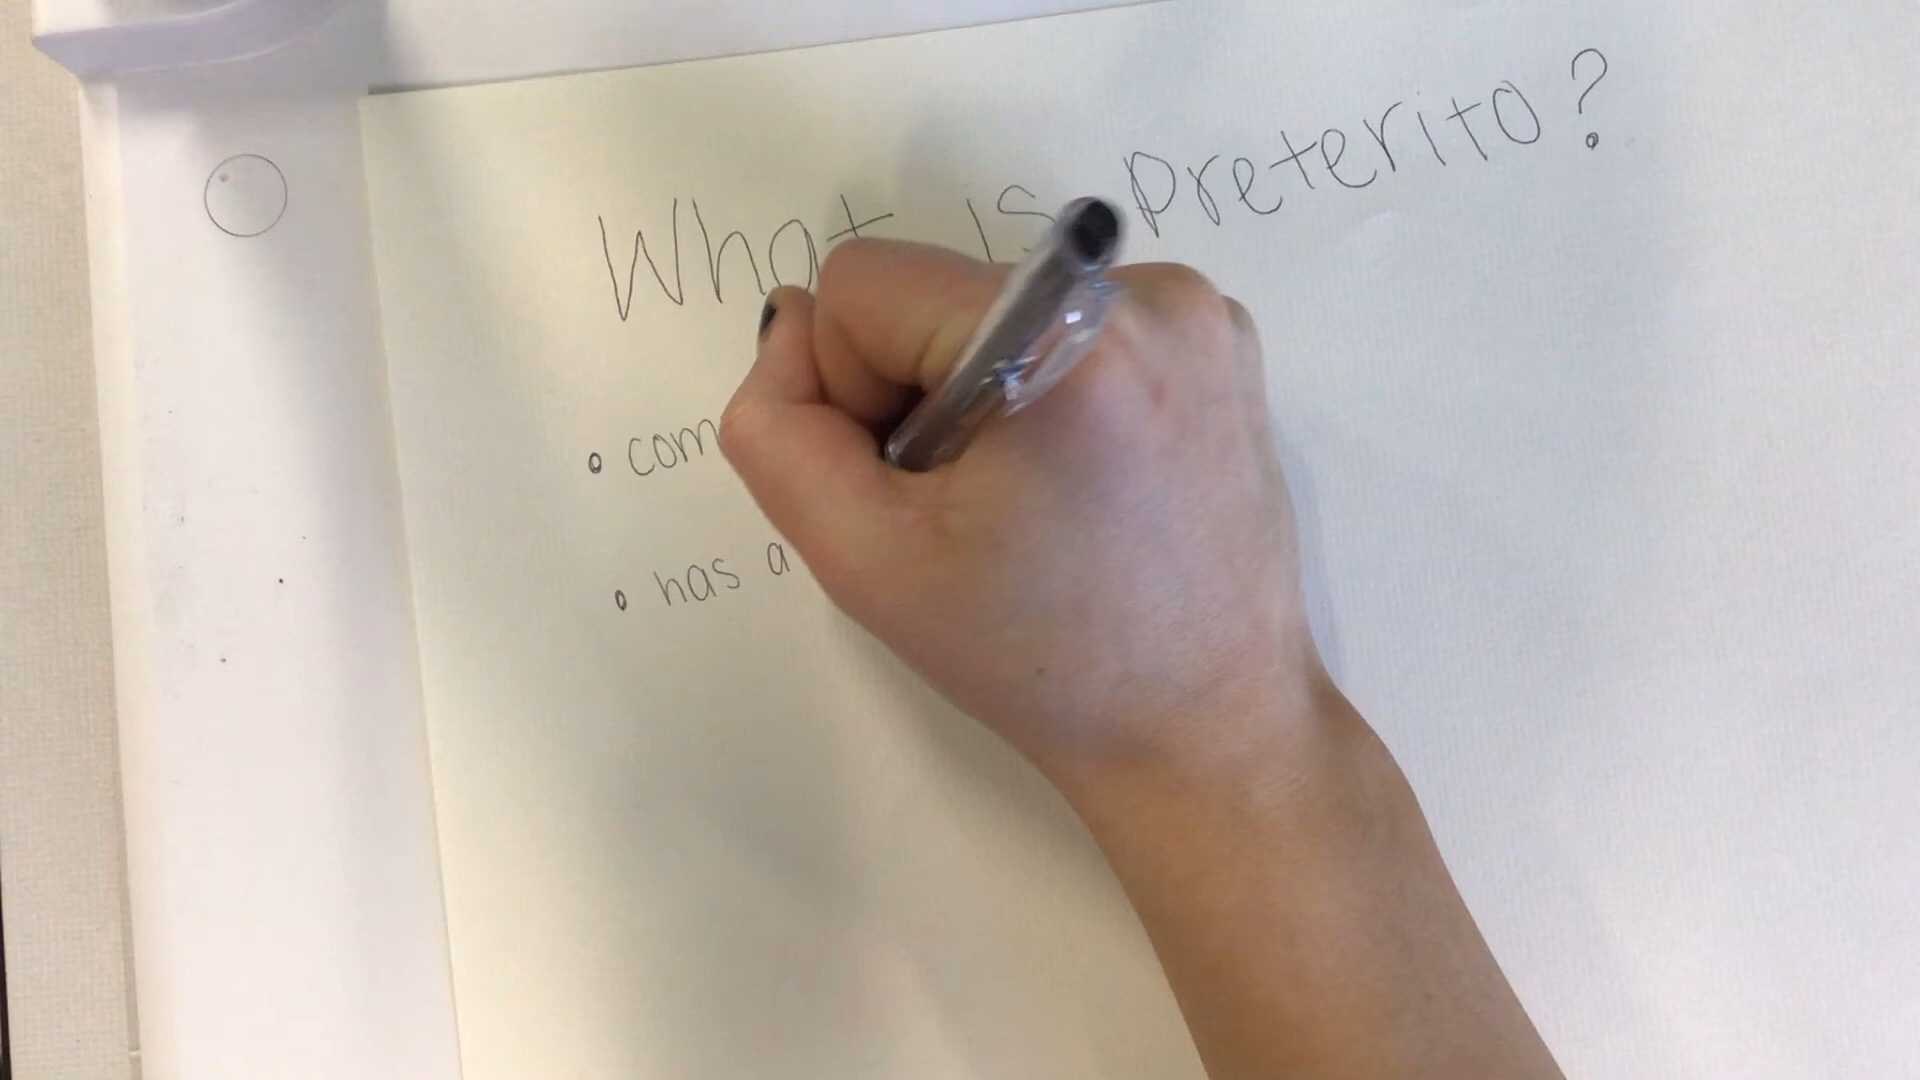 What is Preterito?
• com
• has a